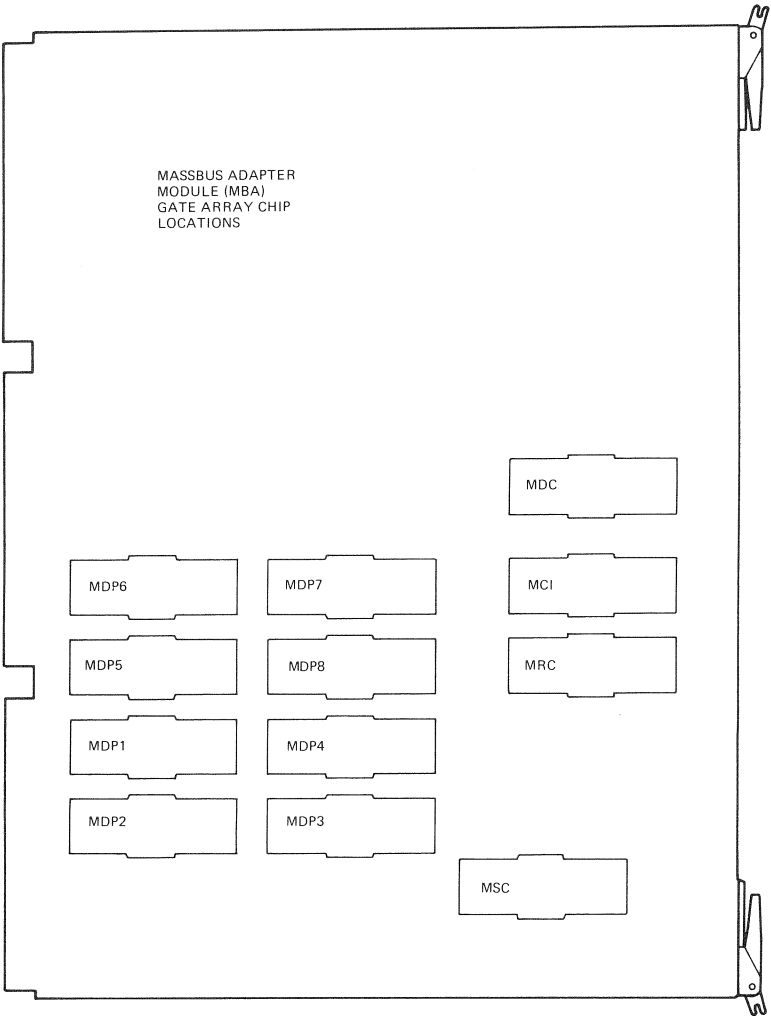 MASSBUS ADAPTER
MODULE (MBA)
GATE ARRAY CHIP
LOCATIONS
MDC
MDP6
MDP7
MCI
MDP5
MDP8
MRC
MDP1
MDP4
MDP2
MDP3
MSC